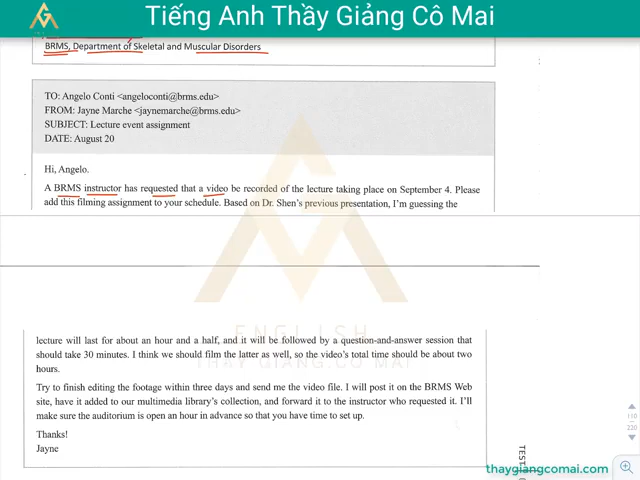 Tiếng Anh Thầy Giảng Cô Mai
BRMS, Department of Skeletal and Muscular Disorders
TO: Angelo Conti <angeloconti@brms.edu>
FROM: Jayne Marche <jaynemarche@brms.edu>
SUBJECT: Lecture event assignment
DATE: August 20
Hi, Angelo.
A BRMS instructor has requested that a video be recorded of the lecture taking place on September 4. Please
add this filming assignment to your schedule. Based on Dr. Shen's previous presentation, I'm guessing the
lecture will last for about an hour and a half, and it will be followed by a question-and-answer session that
ENGLISH
should take 30 minutes. I think we should film the latter as well, so the video's total time should be about two
THẦY GIẢNG CÔ MAI
hours.
Try to finish editing the footage within three days and send me the video file. I will post it on the BRMS Web
site, have it added to our multimedia library's collection, and forward it to the instructor who requested it. I'll
make sure the auditorium is open an hour in advance so that you have time to set up.
Thanks!
Jayne
110
220
TEST
thaygiangcomai.com